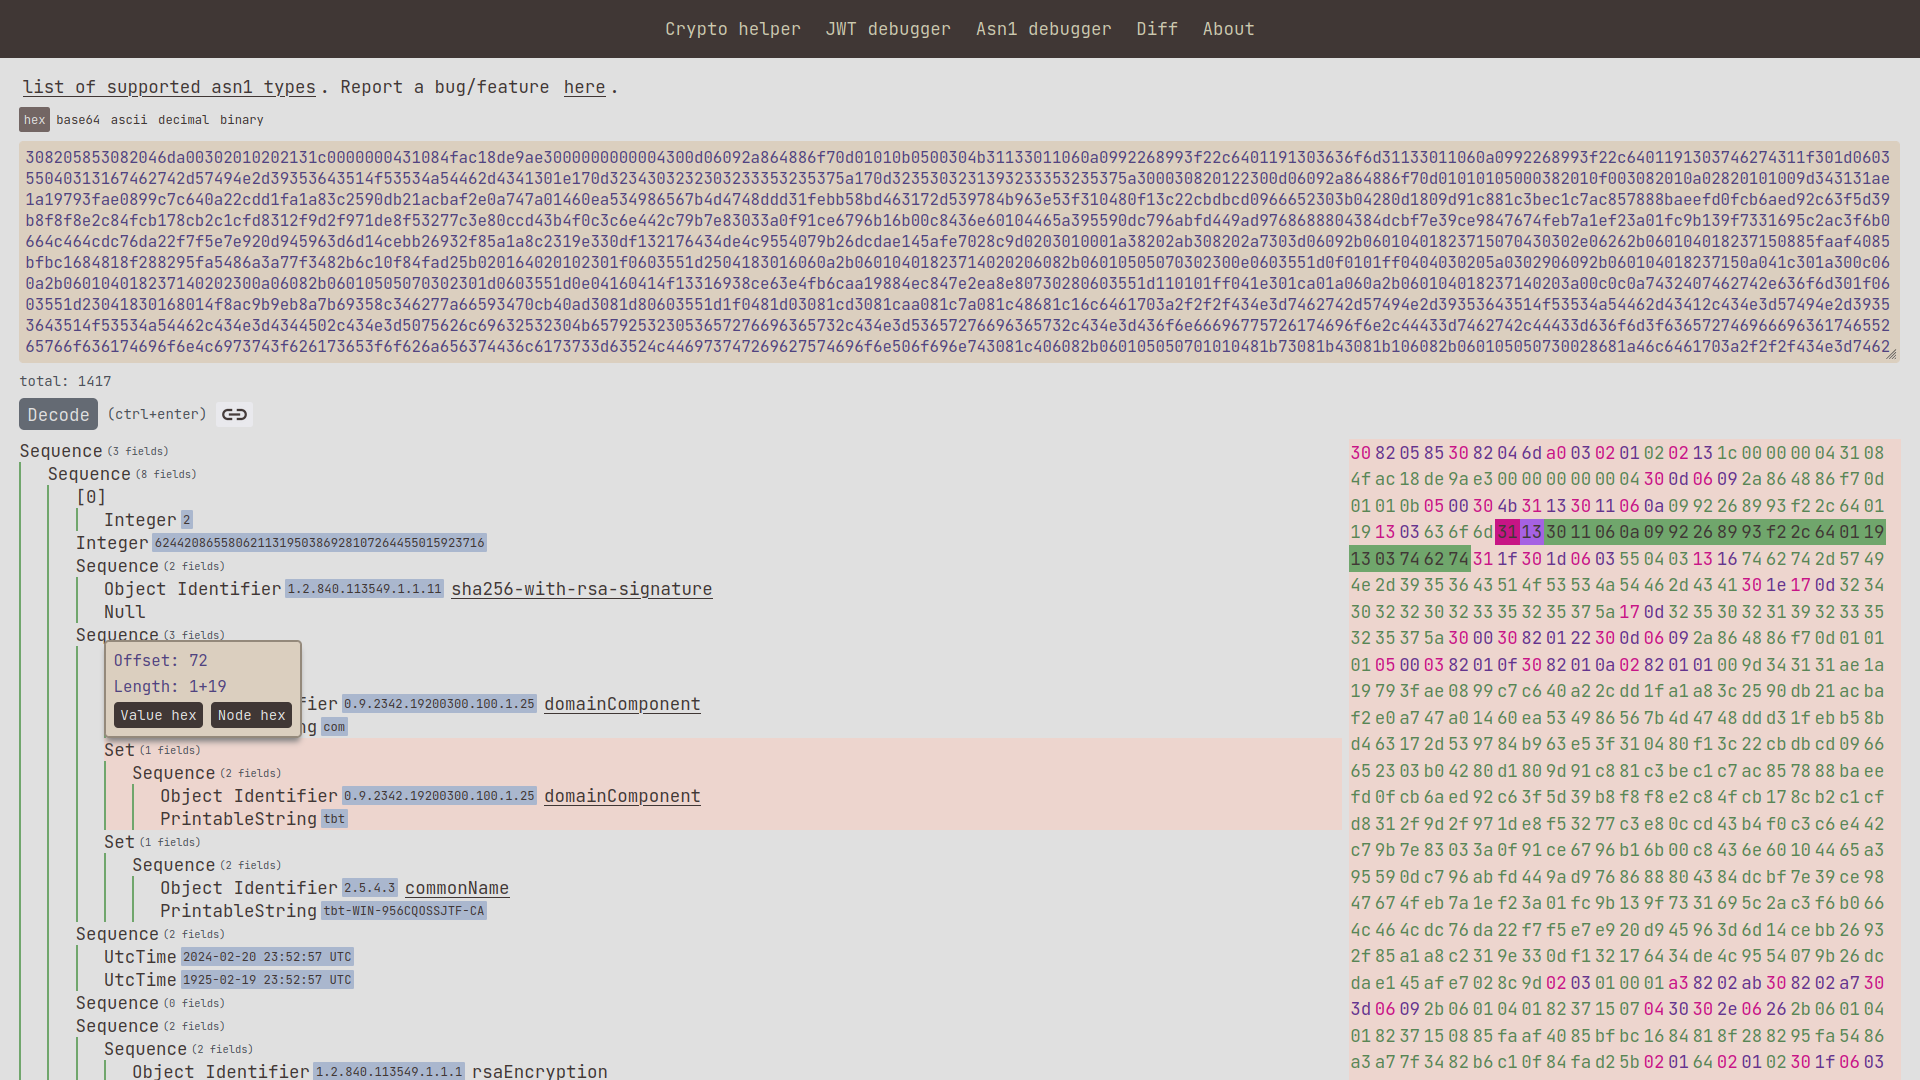 Crypto helper JWT debugger Asn1 debugger Diff About
list of supported asn1 types. Report a bug/feature here.
hex base64 ascii decimal binary
308205853082046da00302010202131c0000000431084fac18de9ae3000000000004300d06092a864886f70d01010b0500304b31133011060a0992268993f22c6401191303636f6d31133011060a0992268993f22c6401191303746274311f301d0603
55040313167462742d57494e2d39353643514f53534a54462d4341301e170d3234303232303233353235375a170d3235303231393233353235375a300030820122300d06092a864886f70d01010105000382010f003082010a02820101009d343131ae
1a19793fae0899c7c640a22cdd1fa1a83c2590db21acbaf2e0a747a01460ea534986567b4d4748ddd31febb58bd463172d539784b963e53f310480f13c22cbdbcd0966652303b04280d1809d91c881c3bec1c7ac857888baeefd0fcb6aed92c63f5d39
b8f8f8e2c84fcb178cb2c1cfd8312f9d2f971de8f53277c3e80ccd43b4f0c3c6e442c79b7e83033a0f91ce6796b16b00c8436e60104465a395590dc796abfd449ad9768688804384dcbf7e39ce9847674feb7a1ef23a01fc9b139f7331695c2ac3f6b0
664c464cdc76da22f7f5e7e920d945963d6d14cebb26932f85a1a8c2319e330df132176434de4c9554079b26dcdae145afe7028c9d0203010001a38202ab308202a7303d06092b0601040182371507043030​2e06262b060104018237150885faaf4085
bfbc1684818f288295fa5486a3a77f3482b6c10f84fad25b020164020102301f0603551d2504183016060a2b0601040182371402​0206082b06010505070302300e0603551d0f0101ff0404030205a0302906092b060104018237150a041c301a300c06
0a2b060104018237140202300a06082b06010505070302301d0603551d0e04160414f13316938ce63e4fb6caa19884ec847e2ea8e80730280603551d110101ff041e301ca01a060a2b060104018237140203a00c0c0a7432407462742e636f6d301f06
03551d23041830168014f8ac9b9eb8a7b69358c346277a66593470cb40ad3081d80603551d1f0481d03081cd3081caa081c7a081c48681c16c6461703a2f2f2f434e3d7462742d57494e2d39353643514f53534a54462d43412c434e3d57494e2d3935
3643514f53534a54462c434e3d4344502c434e3d5075626c69632532304b657925323053657276696365732c434e3d53657276696365732c434e3d436f6e66696775726174696f6e2c44433d7462742c44433d636f6d3f63657274696669636174​6552
65766f636174696f6e4c6973743f626173653f6f626a656374436c6173733d63524c446973747269627574696f6e506f696e743081c406082b060105050701010481b73081b43081b106082b060105050730028681a46c6461703a2f2f2f434e3d7462
total: 1417
Decode (ctrl+enter)
Sequence (3 fields)
Sequence (8 fields)
[0]
Integer 2
Integer 624420865580621131950386928107264455015923716
Sequence (2 fields)
Object Identifier 1.2.840.113549.1.1.11 sha256-with-rsa-signature
Null
Sequence (3 fields)
Offset: 72
Length: 1+19
Value hex Node hex
fier 0.9.2342.19200300.100.1.25 domainComponent
ng com
Set (1 fields)
Sequence (2 fields)
Object Identifier 0.9.2342.19200300.100.1.25 domainComponent
PrintableString tbt
Set (1 fields)
Sequence (2 fields)
Object Identifier 2.5.4.3 commonName
PrintableString tbt-WIN-956CQOSSJTF-CA
Sequence (2 fields)
UtcTime 2024-02-20 23:52:57 UTC
UtcTime 1925-02-19 23:52:57 UTC
Sequence (0 fields)
Sequence (2 fields)
Sequence (2 fields)
Object Identifier 1.2.840.113549.1.1.1 rsaEncryption
30 82 05 85 30 82 04 6d a0 03 02 01 02 02 13 1c 00 00 00 04 31 08
4f ac 18 de 9a e3 00 00 00 00 00 04 30 0d 06 09 2a 86 48 86 f7 0d
01 01 0b 05 00 30 4b 31 13 30 11 06 0a 09 92 26 89 93 f2 2c 64 01
19 13 03 63 6f 6d 31 13 30 11 06 0a 09 92 26 89 93 f2 2c 64 01 19
13 03 74 62 74 31 1f 30 1d 06 03 55 04 03 13 16 74 62 74 2d 57 49
4e 2d 39 35 36 43 51 4f 53 53 4a 54 46 2d 43 41 30 1e 17 0d 32 34
30 32 32 30 32 33 35 32 35 37 5a 17 0d 32 35 30 32 31 39 32 33 35
32 35 37 5a 30 00 30 82 01 22 30 0d 06 09 2a 86 48 86 f7 0d 01 01
01 05 00 03 82 01 0f 30 82 01 0a 02 82 01 01 00 9d 34 31 31 ae 1a
19 79 3f ae 08 99 c7 c6 40 a2 2c dd 1f a1 a8 3c 25 90 db 21 ac ba
f2 e0 a7 47 a0 14 60 ea 53 49 86 56 7b 4d 47 48 dd d3 1f eb b5 8b
d4 63 17 2d 53 97 84 b9 63 e5 3f 31 04 80 f1 3c 22 cb db cd 09 66
65 23 03 b0 42 80 d1 80 9d 91 c8 81 c3 be c1 c7 ac 85 78 88 ba ee
fd 0f cb 6a ed 92 c6 3f 5d 39 b8 f8 f8 e2 c8 4f cb 17 8c b2 c1 cf
d8 31 2f 9d 2f 97 1d e8 f5 32 77 c3 e8 0c cd 43 b4 f0 c3 c6 e4 42
c7 9b 7e 83 03 3a 0f 91 ce 67 96 b1 6b 00 c8 43 6e 60 10 44 65 a3
95 59 0d c7 96 ab fd 44 9a d9 76 86 88 80 43 84 dc bf 7e 39 ce 98
47 67 4f eb 7a 1e f2 3a 01 fc 9b 13 9f 73 31 69 5c 2a c3 f6 b0 66
4c 46 4c dc 76 da 22 f7 f5 e7 e9 20 d9 45 96 3d 6d 14 ce bb 26 93
2f 85 a1 a8 c2 31 9e 33 0d f1 32 17 64 34 de 4c 95 54 07 9b 26 dc
da e1 45 af e7 02 8c 9d 02 03 01 00 01 a3 82 02 ab 30 82 02 a7 30
3d 06 09 2b 06 01 04 01 82 37 15 07 04 30 30 2e 06 26 2b 06 01 04
01 82 37 15 08 85 fa af 40 85 bf bc 16 84 81 8f 28 82 95 fa 54 86
a3 a7 7f 34 82 b6 c1 0f 84 fa d2 5b 02 01 64 02 01 02 30 1f 06 03